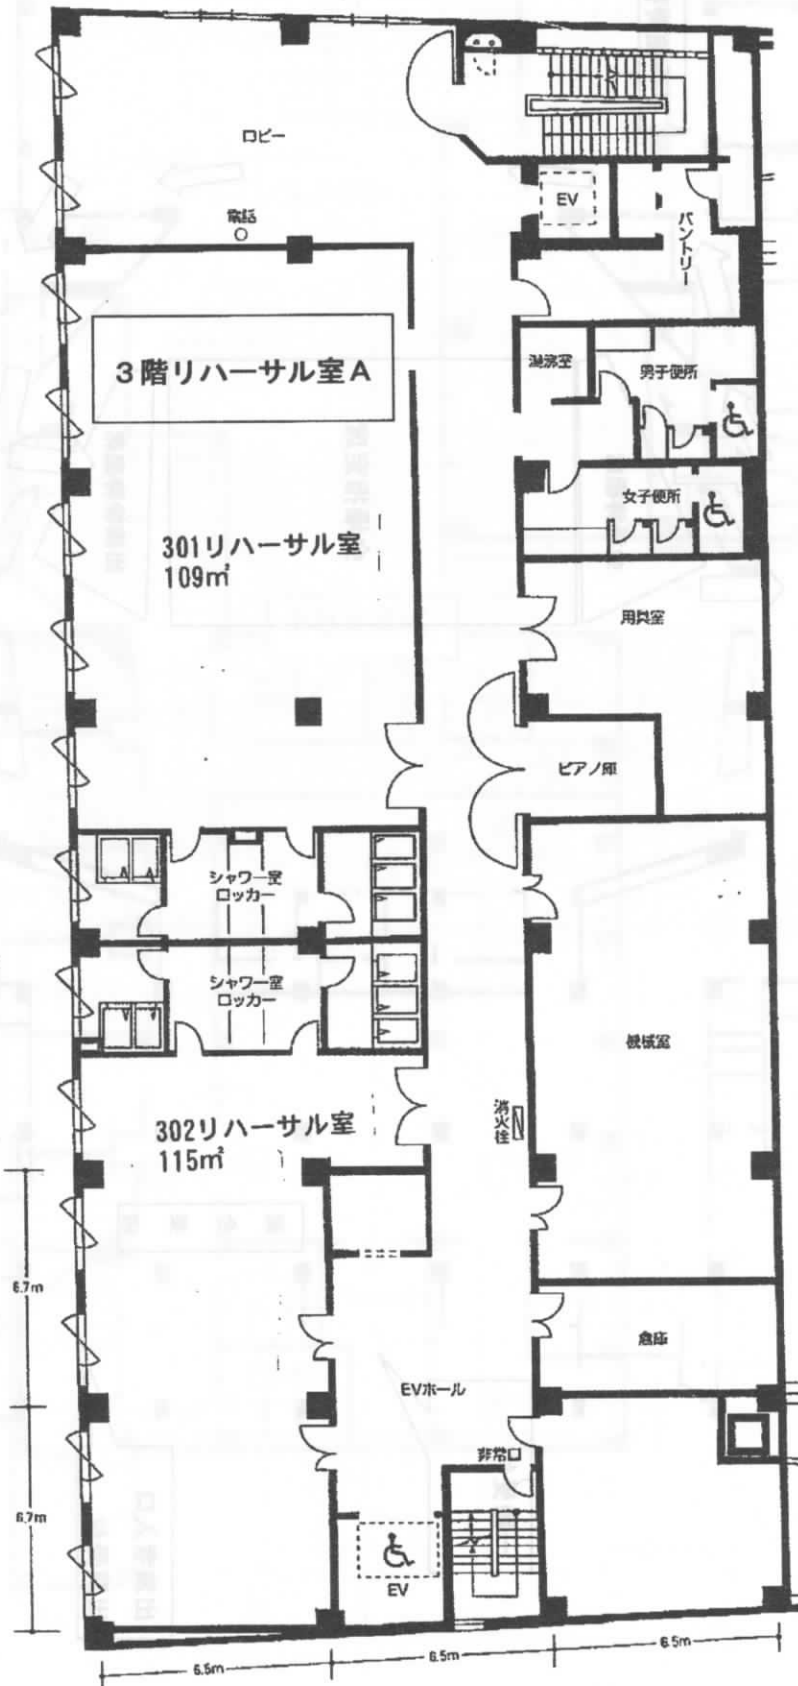 ロビー
電話
EV
パントリー
3階リハーサル室A
湯沸室
男子便所
女子便所
301リハーサル室
109㎡
用具室
ピアノ庫
シャワー室
ロッカー
シャワー室
ロッカー
機械室
消火栓
302リハーサル室
115㎡
6.7m
倉庫
EVホール
非常口
6.7m
EV
6.5m
6.5m
6.5m